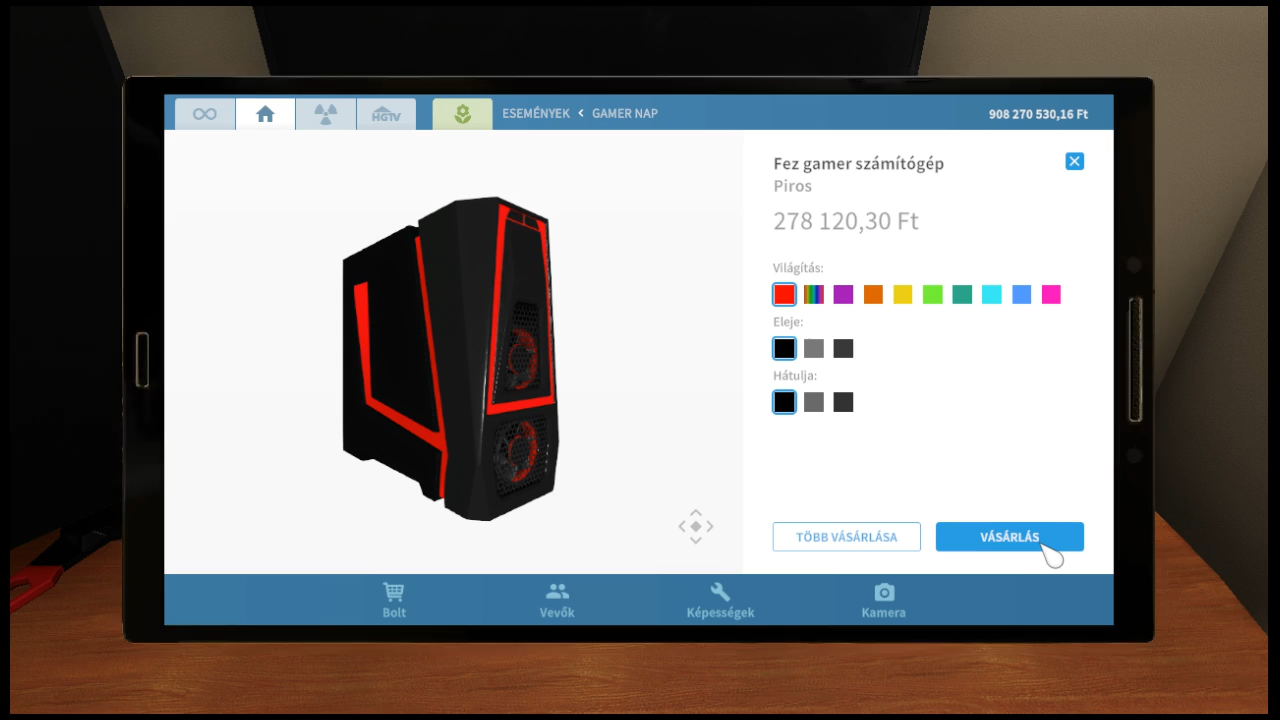 HGTV
ESEMÉNYEK < GAMER NAP
908 270 530,16 Ft
Fez gamer számítógép
Piros
278 120,30 Ft
Világítás:
Eleje:
Hátulja:
TÖBB VÁSÁRLÁSA
VÁSÁRLÁS
Bolt
Vevők
Képességek
Kamera